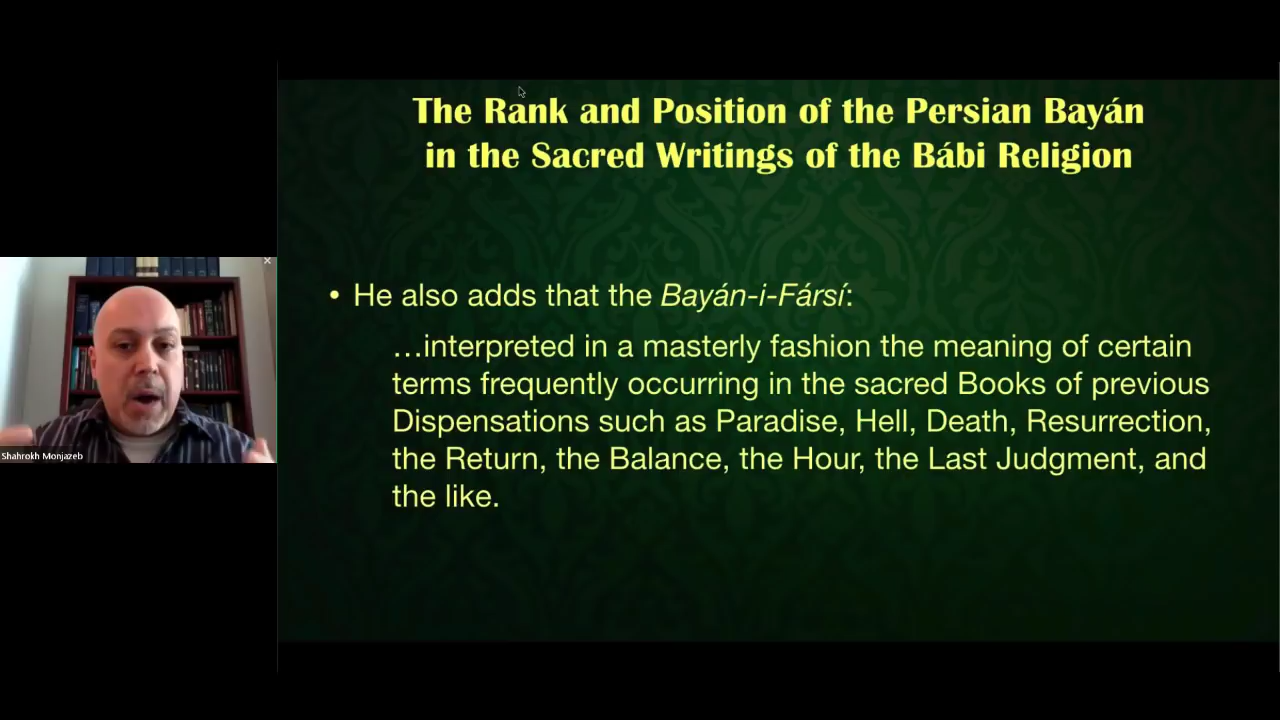 The Rank and Position of the Persian Bayán
in the Sacred Writings of the Bábi Religion
• He also adds that the Bayán-i-Fársí:
…interpreted in a masterly fashion the meaning of certain
terms frequently occurring in the sacred Books of previous
Dispensations such as Paradise, Hell, Death, Resurrection,
the Return, the Balance, the Hour, the Last Judgment, and
the like.
Shahrokh Monjazeb